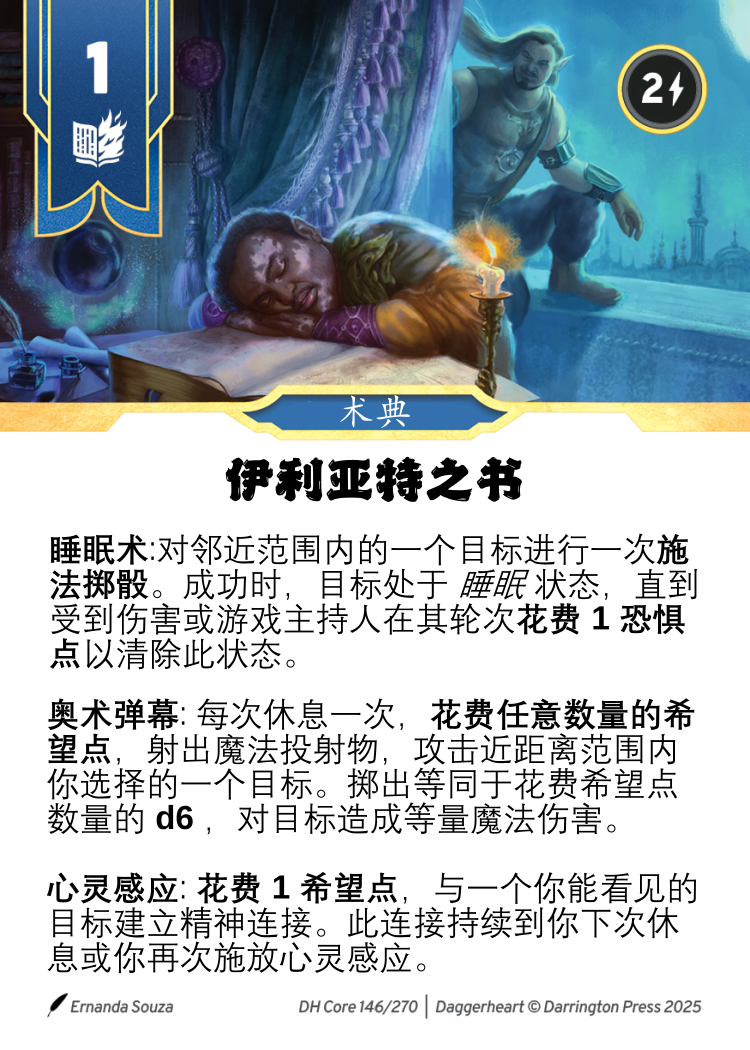 1
2
术典
伊利亚特之书
睡眠术:对邻近范围内的一个目标进行一次施
法掷骰。成功时，目标处于 睡眠 状态，直到
受到伤害或游戏主持人在其轮次花费 1 恐惧
点以清除此状态。
奥术弹幕: 每次休息一次，花费任意数量的希
望点，射出魔法投射物，攻击近距离范围内
你选择的一个目标。掷出等同于花费希望点
数量的 d6 ，对目标造成等量魔法伤害。
心灵感应: 花费 1 希望点，与一个你能看见的
目标建立精神连接。此连接持续到你下次休
息或你再次施放心灵感应。
Ernanda Souza DH Core 146/270 | Daggerheart © Darrington Press 2025